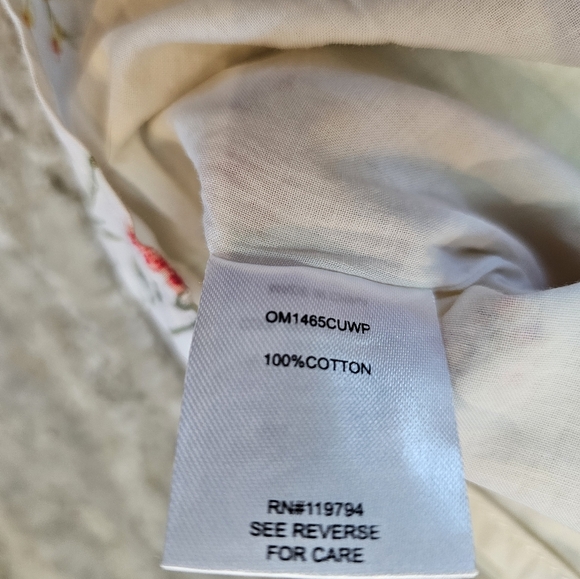 OM1465CUWP
100%COTTON
RN#119794
SEE REVERSE
FOR CARE